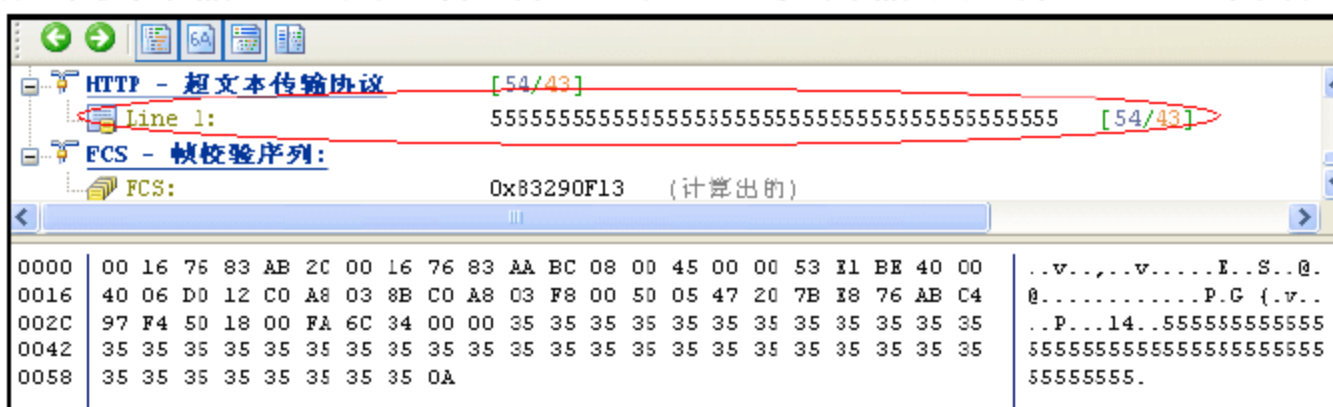 64
HTTP - 超文本传输协议 [54/43]
Line 1: 555555555555555555555555555555555555555555 [54/43]
FCS - 帧校验序列:
FCS: 0x83290F13 (计算出的)
0000 00 16 76 83 AB 2C 00 16 76 83 AA BC 08 00 45 00 00 53 E1 BE 40 00 ..v..,..v.....E..S..@.
0016 40 06 D0 12 C0 A8 03 8B C0 A8 03 F8 00 50 05 47 20 7B E8 76 AB C4 @............P.G {.v..
002C 97 F4 50 18 00 FA 6C 34 00 00 35 35 35 35 35 35 35 35 35 35 35 35 ..P...l4..555555555555
0042 35 35 35 35 35 35 35 35 35 35 35 35 35 35 35 35 35 35 35 35 35 35 5555555555555555555555
0058 35 35 35 35 35 35 35 35 0A 55555555.